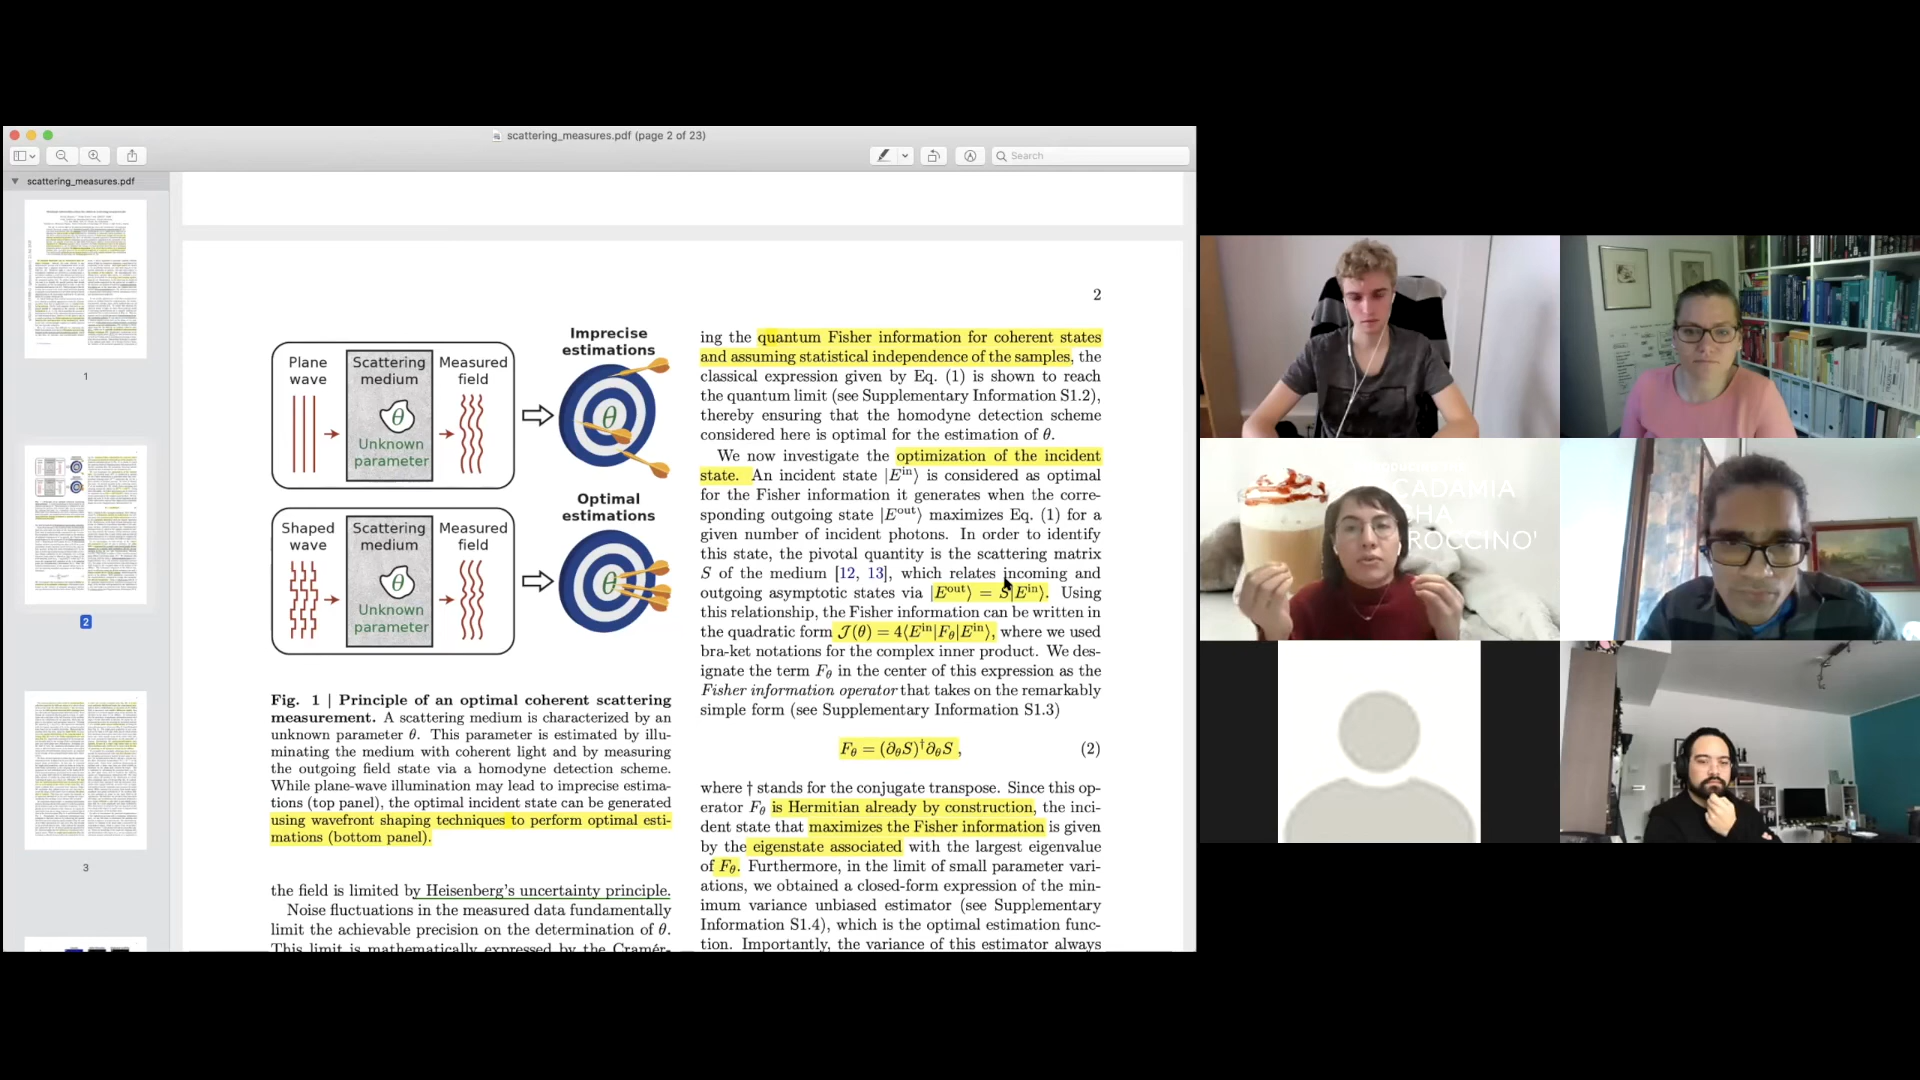 scattering_measures.pdf (page 2 of 23)
Search
scattering_measures.pdf
1
2
3
2
Plane wave
Scattering medium
Measured field
θ
Unknown parameter
Imprecise estimations
θ
Shaped wave
Scattering medium
Measured field
θ
Unknown parameter
Optimal estimations
θ
Fig. 1 | Principle of an optimal coherent scattering
measurement. A scattering medium is characterized by an
unknown parameter θ. This parameter is estimated by illu-
minating the medium with coherent light and by measuring
the outgoing field state via a homodyne detection scheme.
While plane-wave illumination may lead to imprecise estima-
tions (top panel), the optimal incident state can be generated
using wavefront shaping techniques to perform optimal esti-
mations (bottom panel).
the field is limited by Heisenberg's uncertainty principle.
Noise fluctuations in the measured data fundamentally
limit the achievable precision on the determination of θ.
This limit is mathematically expressed by the Cramér-
ing the quantum Fisher information for coherent states
and assuming statistical independence of the samples, the
classical expression given by Eq. (1) is shown to reach
the quantum limit (see Supplementary Information S1.2),
thereby ensuring that the homodyne detection scheme
considered here is optimal for the estimation of θ.
We now investigate the optimization of the incident
state. An incident state |E^in⟩ is considered as optimal
for the Fisher information it generates when the corre-
sponding outgoing state |E^out⟩ maximizes Eq. (1) for a
given number of incident photons. In order to identify
this state, the pivotal quantity is the scattering matrix
S of the medium [12, 13], which relates incoming and
outgoing asymptotic states via |E^out⟩ = S|E^in⟩. Using
this relationship, the Fisher information can be written in
the quadratic form 𝒥(θ) = 4⟨E^in|F_θ|E^in⟩, where we used
bra-ket notations for the complex inner product. We des-
ignate the term F_θ in the center of this expression as the
Fisher information operator that takes on the remarkably
simple form (see Supplementary Information S1.3)
F_θ = (∂_θS)^†∂_θS , (2)
where † stands for the conjugate transpose. Since this op-
erator F_θ is Hermitian already by construction, the inci-
dent state that maximizes the Fisher information is given
by the eigenstate associated with the largest eigenvalue
of F_θ. Furthermore, in the limit of small parameter vari-
ations, we obtained a closed-form expression of the min-
imum variance unbiased estimator (see Supplementary
Information S1.4), which is the optimal estimation func-
tion. Importantly, the variance of this estimator always
CADAMIA
ROCCINO'